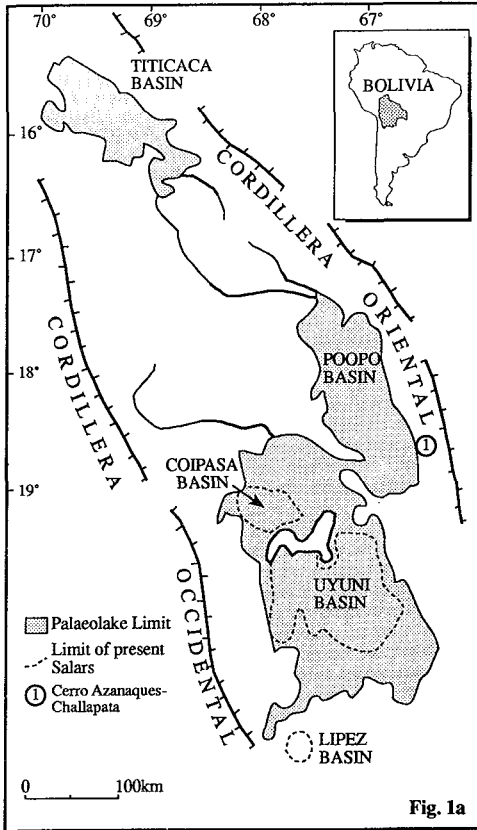 70°
69°
68°
67°
TITICACA
BASIN
BOLIVIA
16°
17°
18°
19°
CORDILLERA
ORIENTAL
CORDILLERA
OCCIDENTAL
POOPO
BASIN
1
COIPASA
BASIN
UYUNI
BASIN
Palaeolake Limit
Limit of present
Salars
1 Cerro Azanaques-
Challapata
LIPEZ
BASIN
0 100km
Fig. 1a